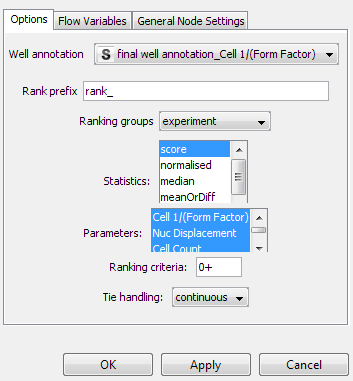 Options Flow Variables General Node Settings
Well annotation S final well annotation_Cell 1/(Form Factor)
Rank prefix rank_
Ranking groups experiment
score
normalised
Statistics: median
meanOrDiff
Cell 1/(Form Factor)
Parameters: Nuc Displacement
Cell Count
Ranking criteria: 0+
Tie handling: continuous
OK Apply Cancel